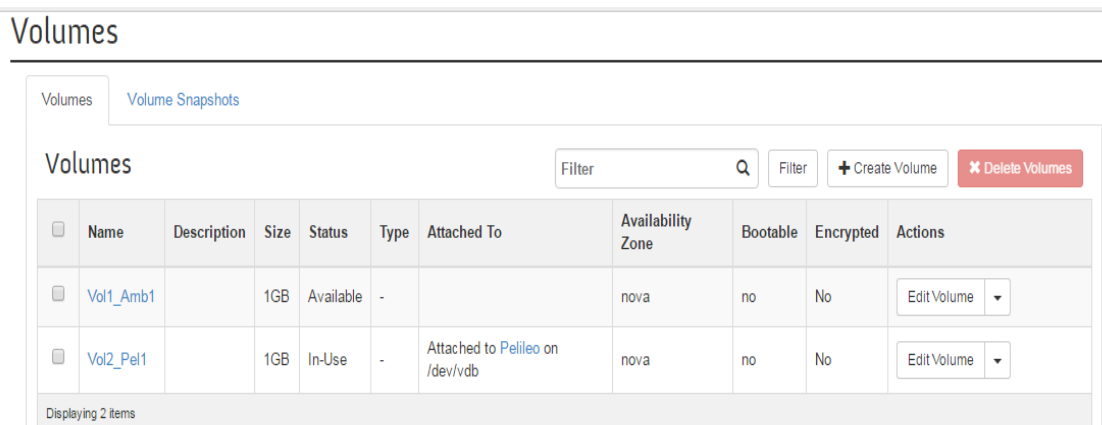 Volumes
Volumes Volume Snapshots
Volumes Filter Filter Create Volume Delete Volumes
Name Description Size Status Type Attached To Availability Zone Bootable Encrypted Actions
Vol1_Amb1 1GB Available - nova no No Edit Volume
Vol2_Pel1 1GB In-Use - Attached to Pelileo on /dev/vdb nova no No Edit Volume
Displaying 2 items